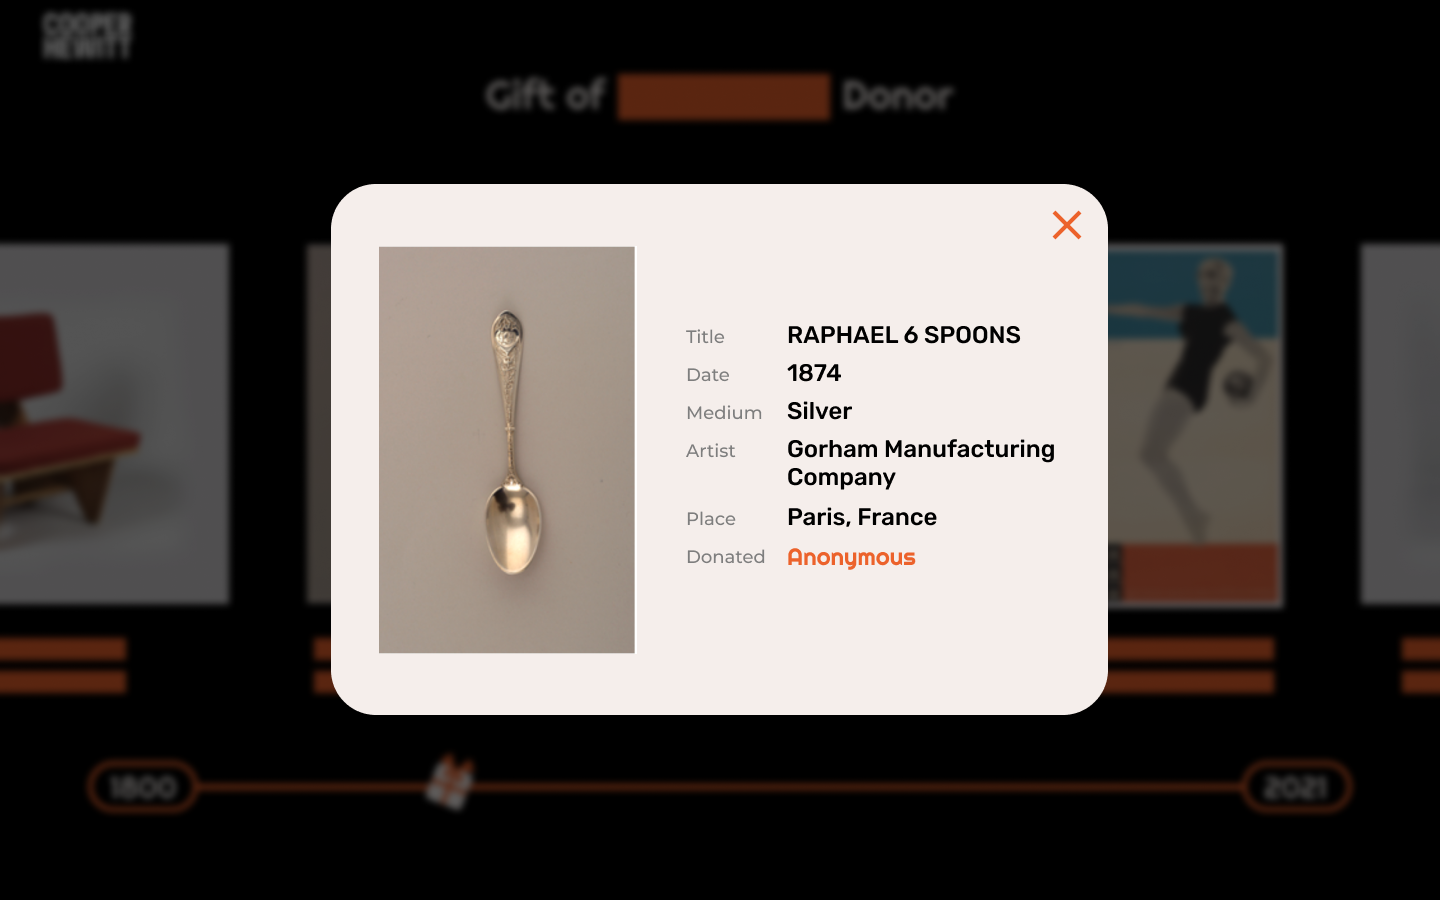 COOPER
HEWITT
Gift of Donor
Title RAPHAEL 6 SPOONS
Date 1874
Medium Silver
Artist Gorham Manufacturing
Company
Place Paris, France
Donated Anonymous
1800
2021